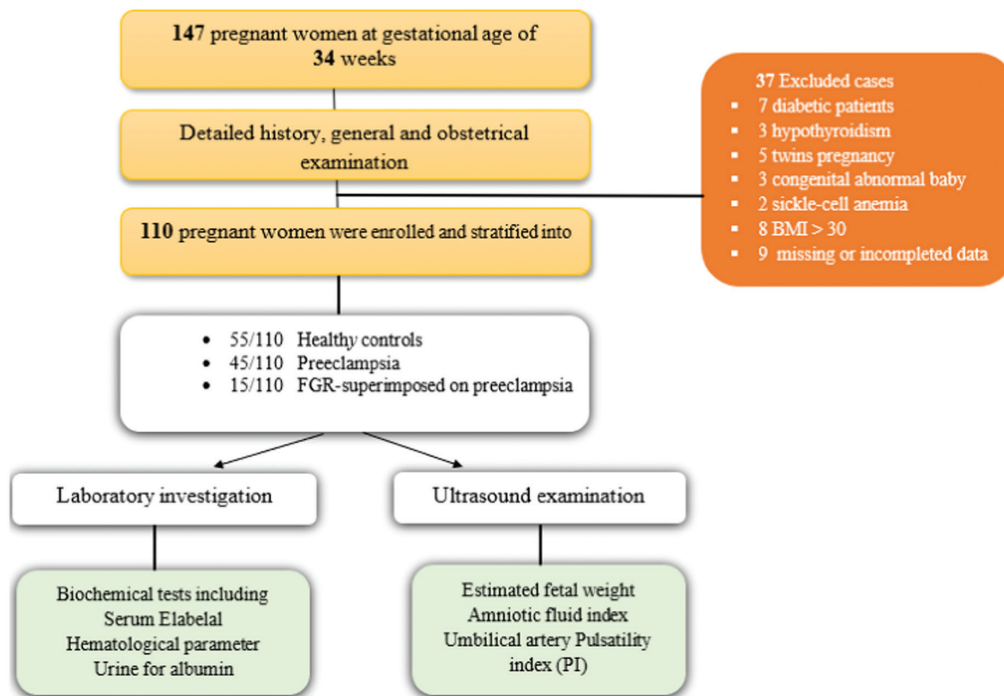 147 pregnant women at gestational age of
34 weeks
Detailed history, general and obstetrical
examination
110 pregnant women were enrolled and stratified into
37 Excluded cases
▪ 7 diabetic patients
▪ 3 hypothyroidism
▪ 5 twins pregnancy
▪ 3 congenital abnormal baby
▪ 2 sickle-cell anemia
▪ 8 BMI > 30
▪ 9 missing or incompleted data
• 55/110 Healthy controls
• 45/110 Preeclampsia
• 15/110 FGR-superimposed on preeclampsia
Laboratory investigation
Ultrasound examination
Biochemical tests including
Serum Elabelal
Hematological parameter
Urine for albumin
Estimated fetal weight
Amniotic fluid index
Umbilical artery Pulsatility
index (PI)